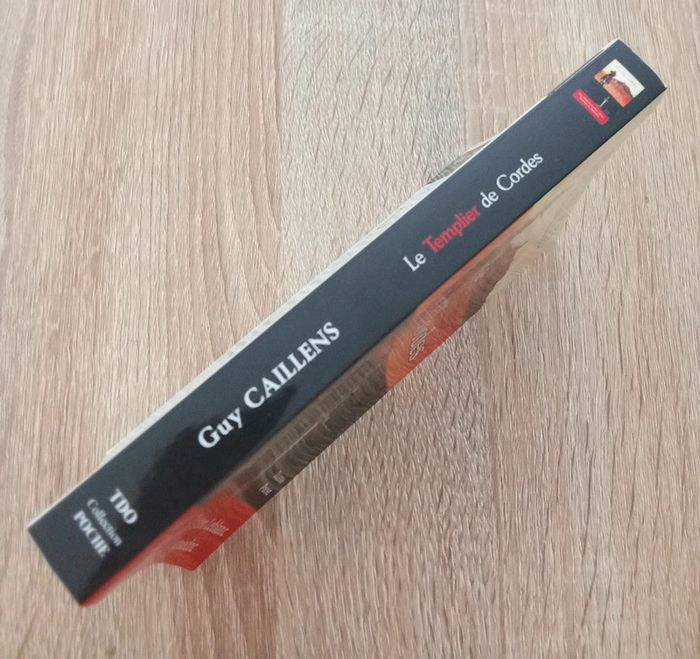 Le Templier de Cordes
Guy CAILLENS
TDO
Collection
POCHE